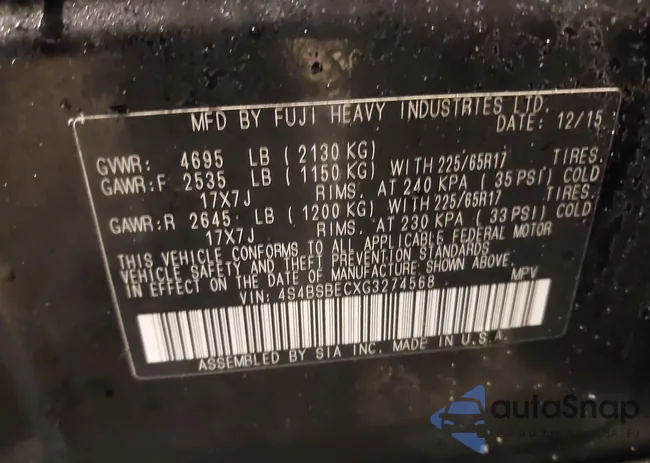 MFD BY FUJI HEAVY INDUSTRIES LTD.
DATE: 12/15
GVWR: 4695 LB ( 2130 KG)
GAWR:F 2535 LB ( 1150 KG) WITH 225/65R17 TIRES.
17X7J RIMS. AT 240 KPA ( 35 PSI) COLD
GAWR:R 2645 LB ( 1200 KG) WITH 225/65R17 TIRES.
17X7J RIMS. AT 230 KPA ( 33 PSI) COLD
THIS VEHICLE CONFORMS TO ALL APPLICABLE FEDERAL MOTOR
VEHICLE SAFETY AND THEFT PREVENTION STANDARDS
IN EFFECT ON THE DATE OF MANUFACTURE SHOWN ABOVE.
VIN: 4S4BSBECXG3274568 MPV
ASSEMBLED BY SIA INC. MADE IN U.S.A.
autaSnap